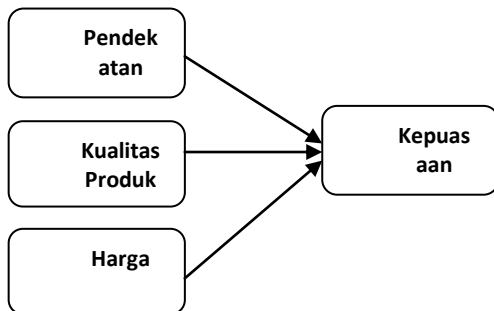 Pendek
atan
Kualitas
Produk
Harga
Kepuas
aan